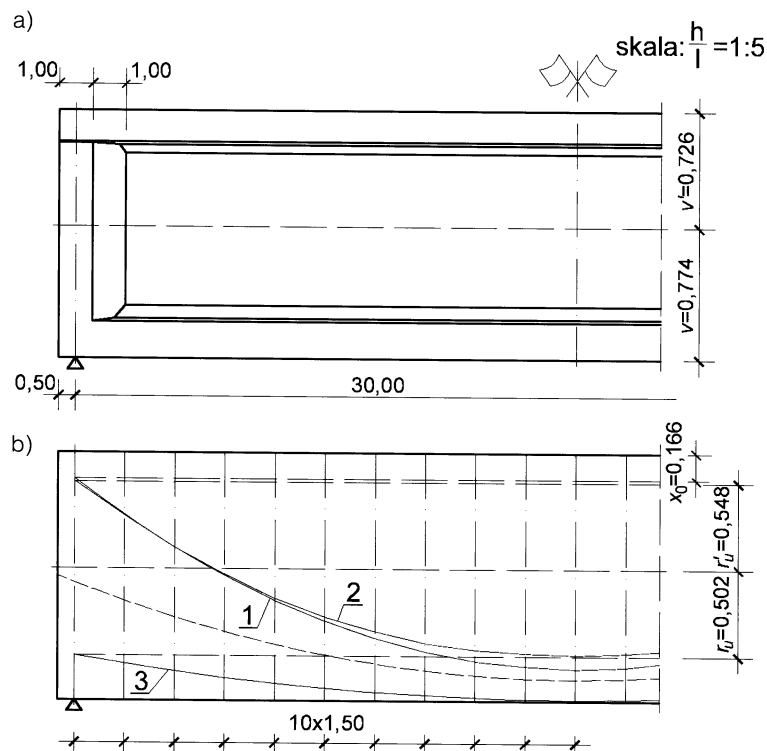 a)
skala: h/l =1:5
1,00 1,00
v'=0,726
v=0,774
0,50 30,00
b)
x₀=0,166
r'ᵤ=0,548
rᵤ=0,502
1 2
3
10x1,50